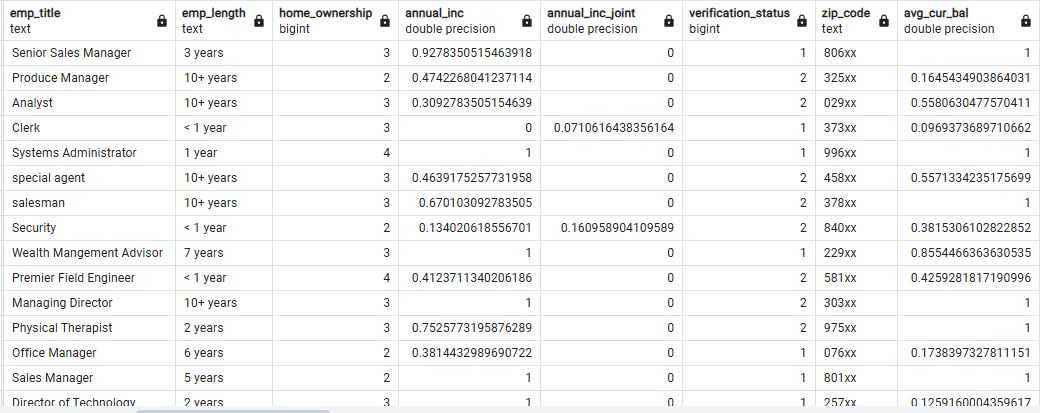 emp_title emp_length home_ownership annual_inc annual_inc_joint verification_status zip_code avg_cur_bal
text text bigint double precision double precision bigint text double precision
Senior Sales Manager 3 years 3 0.9278350515463918 0 1 806xx 1
Produce Manager 10+ years 2 0.4742268041237114 0 2 325xx 0.1645434903864031
Analyst 10+ years 3 0.3092783505154639 0 2 029xx 0.5580630477570411
Clerk < 1 year 3 0 0.0710616438356164 1 373xx 0.0969373689710662
Systems Administrator 1 year 4 1 0 1 996xx 1
special agent 10+ years 3 0.4639175257731958 0 2 458xx 0.5571334235175699
salesman 10+ years 3 0.670103092783505 0 2 378xx 1
Security < 1 year 2 0.134020618556701 0.160958904109589 2 840xx 0.3815306102822852
Wealth Mangement Advisor 7 years 3 1 0 1 229xx 0.8554466363630535
Premier Field Engineer < 1 year 4 0.4123711340206186 0 2 581xx 0.4259281817190996
Managing Director 10+ years 3 1 0 2 303xx 1
Physical Therapist 2 years 3 0.7525773195876289 0 2 975xx 1
Office Manager 6 years 2 0.3814432989690722 0 1 076xx 0.1738397327811151
Sales Manager 5 years 2 1 0 1 801xx 1
Director of Technology 2 years 3 1 0 1 257xx 0.1259160004359617